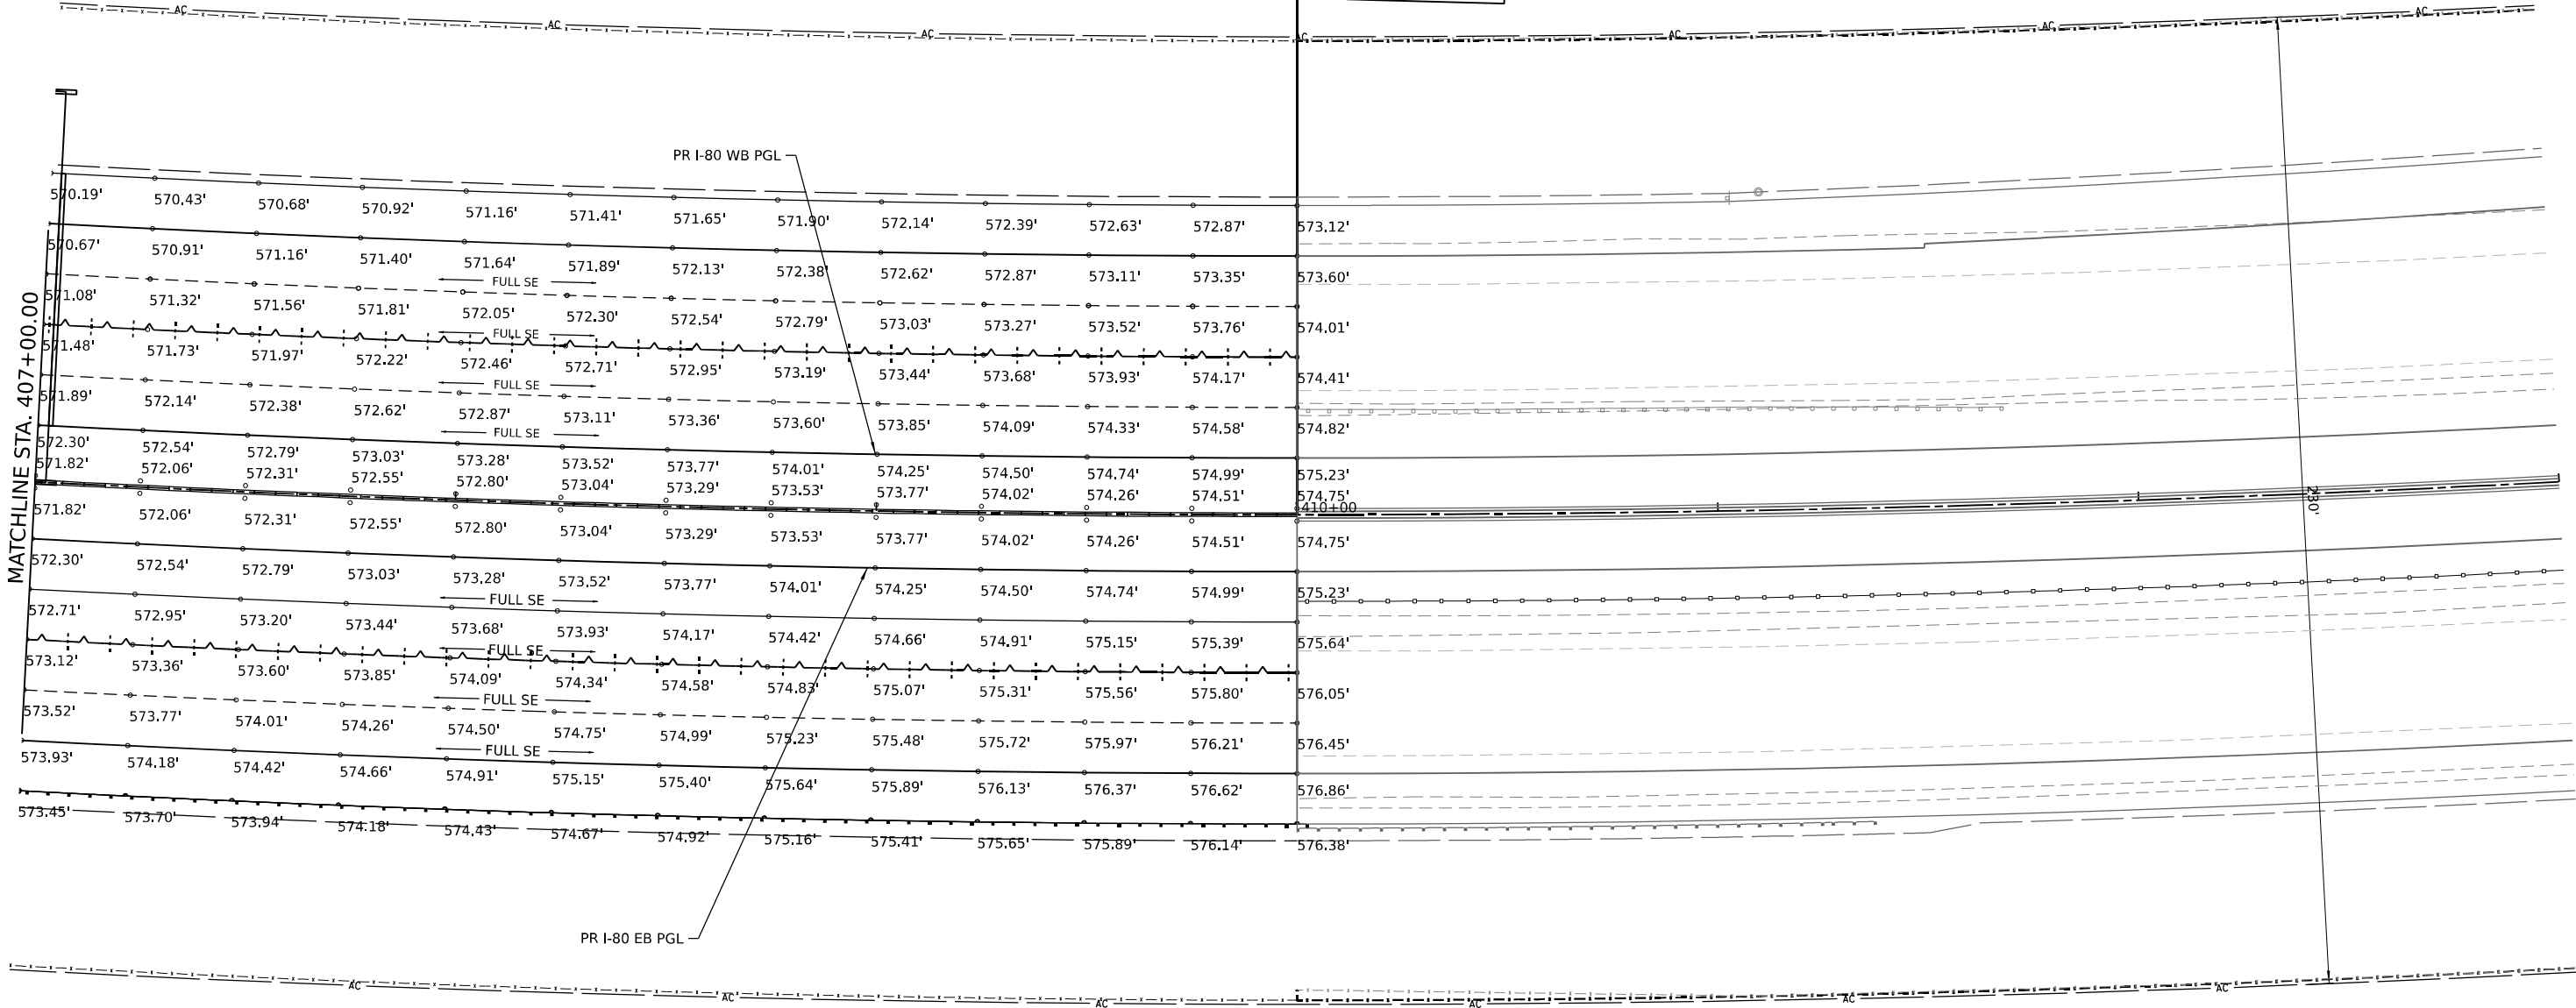 AC AC AC AC AC AC AC
PR I-80 WB PGL
570.19' 570.43' 570.68' 570.92' 571.16' 571.41' 571.65' 571.90' 572.14' 572.39' 572.63' 572.87' 573.12'
570.67' 570.91' 571.16' 571.40' 571.64' 571.89' 572.13' 572.38' 572.62' 572.87' 573.11' 573.35' 573.60'
FULL SE
571.08' 571.32' 571.56' 571.81' 572.05' 572.30' 572.54' 572.79' 573.03' 573.27' 573.52' 573.76' 574.01'
FULL SE
571.48' 571.73' 571.97' 572.22' 572.46' 572.71' 572.95' 573.19' 573.44' 573.68' 573.93' 574.17' 574.41'
FULL SE
571.89' 572.14' 572.38' 572.62' 572.87' 573.11' 573.36' 573.60' 573.85' 574.09' 574.33' 574.58' 574.82'
FULL SE
572.30' 572.54' 572.79' 573.03' 573.28' 573.52' 573.77' 574.01' 574.25' 574.50' 574.74' 574.99' 575.23'
571.82' 572.06' 572.31' 572.55' 572.80' 573.04' 573.29' 573.53' 573.77' 574.02' 574.26' 574.51' 574.75'
MATCHLINE STA. 407+00.00
410+00
230'
571.82' 572.06' 572.31' 572.55' 572.80' 573.04' 573.29' 573.53' 573.77' 574.02' 574.26' 574.51' 574.75'
572.30' 572.54' 572.79' 573.03' 573.28' 573.52' 573.77' 574.01' 574.25' 574.50' 574.74' 574.99' 575.23'
FULL SE
572.71' 572.95' 573.20' 573.44' 573.68' 573.93' 574.17' 574.42' 574.66' 574.91' 575.15' 575.39' 575.64'
FULL SE
573.12' 573.36' 573.60' 573.85' 574.09' 574.34' 574.58' 574.83' 575.07' 575.31' 575.56' 575.80' 576.05'
FULL SE
573.52' 573.77' 574.01' 574.26' 574.50' 574.75' 574.99' 575.23' 575.48' 575.72' 575.97' 576.21' 576.45'
FULL SE
573.93' 574.18' 574.42' 574.66' 574.91' 575.15' 575.40' 575.64' 575.89' 576.13' 576.37' 576.62' 576.86'
573.45' 573.70' 573.94' 574.18' 574.43' 574.67' 574.92' 575.16' 575.41' 575.65' 575.89' 576.14' 576.38'
PR I-80 EB PGL
AC AC AC AC AC AC